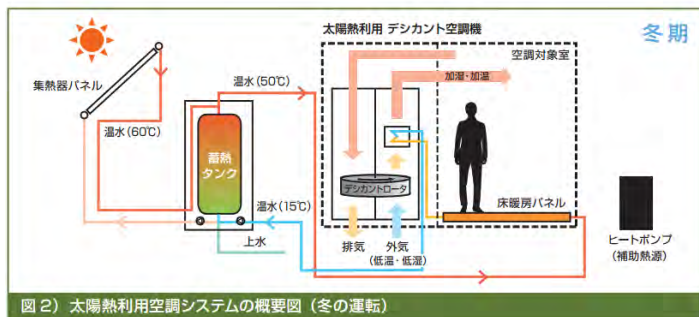 太陽熱利用 デシカント空調機
冬期
空調対象室
加湿・加温
集熱器パネル
温水(50℃)
温水(60℃)
蓄熱
タンク
デシカントロータ
温水(15℃)
床暖房パネル
上水
排気
外気
(低温・低湿)
ヒートポンプ
(補助熱源)
図2)太陽熱利用空調システムの概要図(冬の運転)